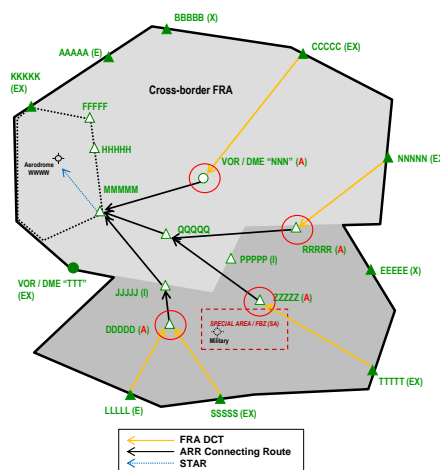 BBBBB (X)
AAAAA (E)
CCCCC (EX)
KKKKK
(EX)
Cross-border FRA
FFFFF
HHHHH
Aerodrome
WWWW
VOR / DME “NNN” (A)
NNNNN (EX)
MMMMM
QQQQQ
RRRRR (A)
PPPPP (I)
EEEEE (X)
VOR / DME “TTT”
(EX)
JJJJJ (I)
ZZZZZ (A)
SPECIAL AREA / FBZ (SA)
Military
DDDDD (A)
TTTTT (EX)
LLLLL (E)
SSSSS (EX)
FRA DCT
ARR Connecting Route
STAR